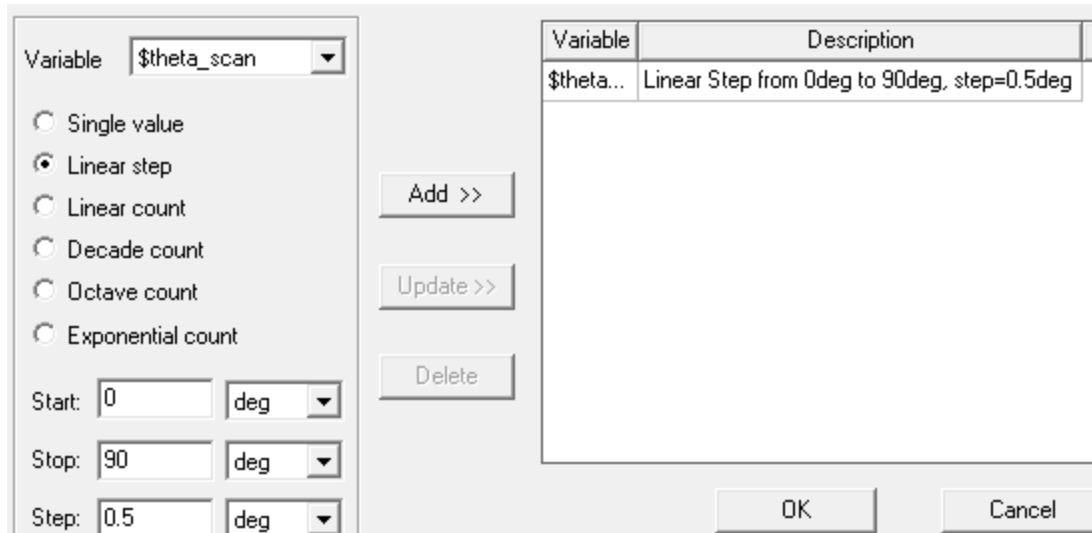 Variable $theta_scan
Single value
Linear step
Linear count
Decade count
Octave count
Exponential count
Start: 0 deg
Stop: 90 deg
Step: 0.5 deg
Add >>
Update >>
Delete
Variable Description
$theta... Linear Step from 0deg to 90deg, step=0.5deg
OK Cancel